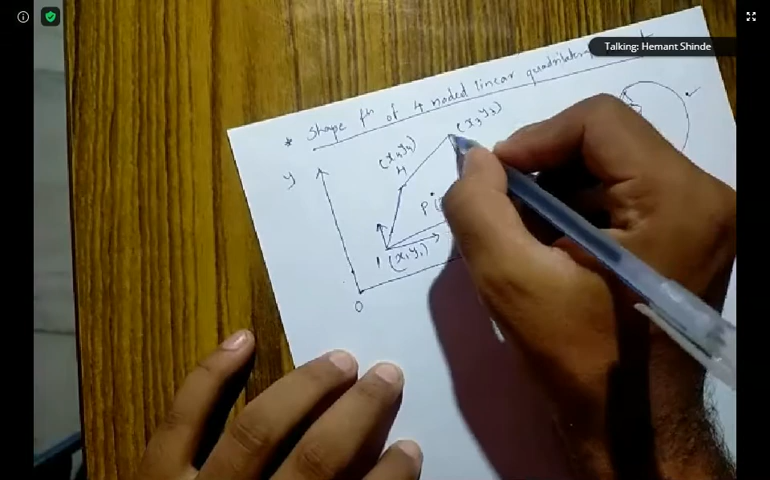 Talking: Hemant Shinde
* Shape fⁿ of 4 noded linear quadrilateral
(x₃ y₃)
(x₄ y₄)
y
4
P (
1 (x₁ y₁)
0